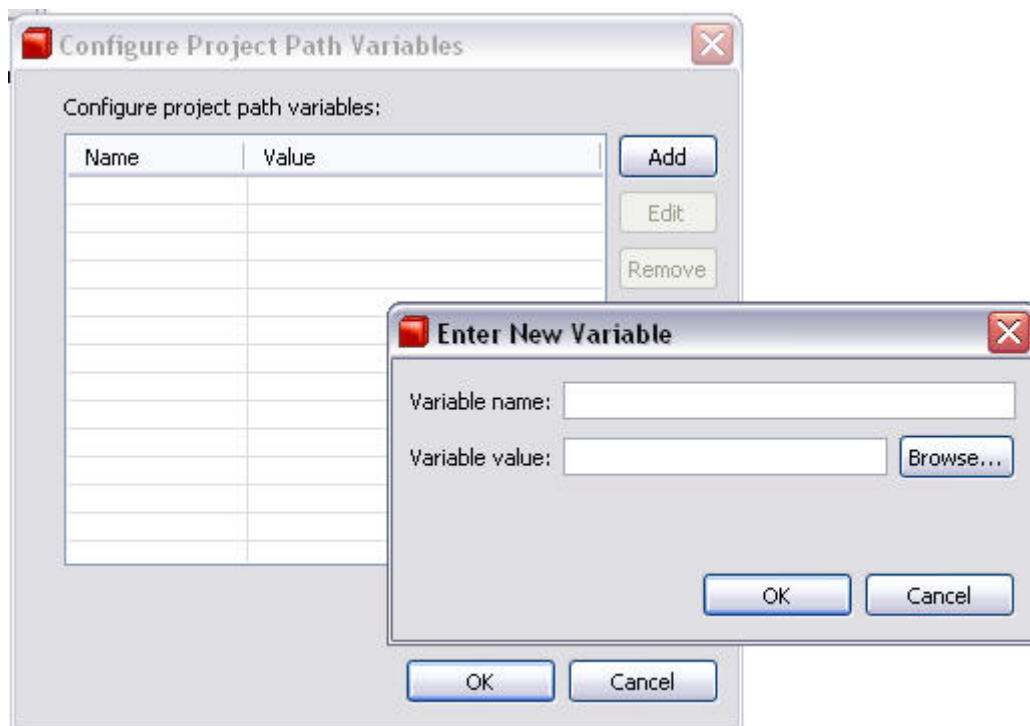 Configure Project Path Variables
Configure project path variables:
Name Value
Add
Edit
Remove
Enter New Variable
Variable name:
Variable value: Browse...
OK Cancel
OK Cancel